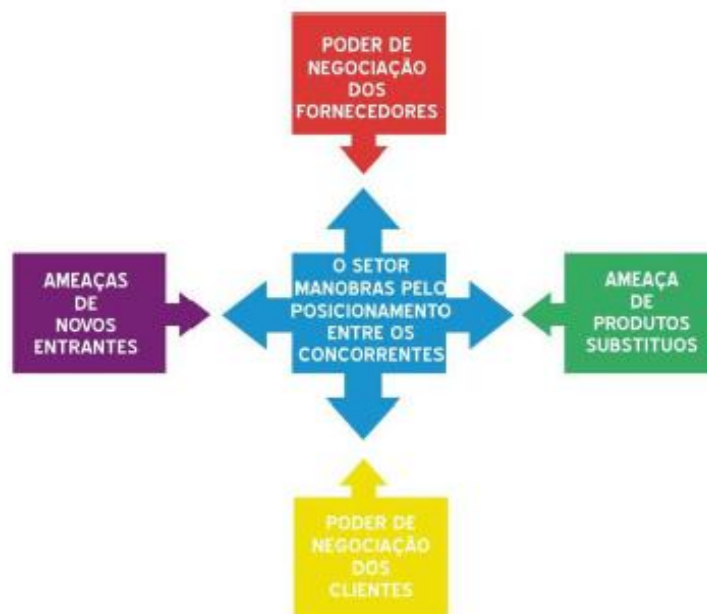 PODER DE
NEGOCIAÇÃO
DOS
FORNECEDORES
AMEAÇAS
DE
NOVOS
ENTRANTES
O SETOR
MANOBRAS PELO
POSICIONAMENTO
ENTRE OS
CONCORRENTES
AMEAÇA
DE
PRODUTOS
SUBSTITUOS
PODER DE
NEGOCIAÇÃO
DOS
CLIENTES